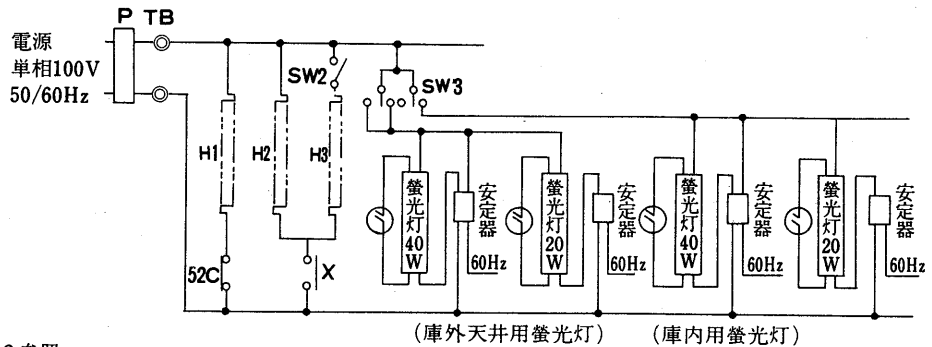 P TB
電源
単相100V
50/60Hz
SW2
SW3
H1
H2
H3
52C
X
螢光灯40W
安定器
60Hz
螢光灯20W
安定器
60Hz
螢光灯40W
安定器
60Hz
螢光灯20W
安定器
60Hz
(庫外天井用螢光灯)
(庫内用螢光灯)